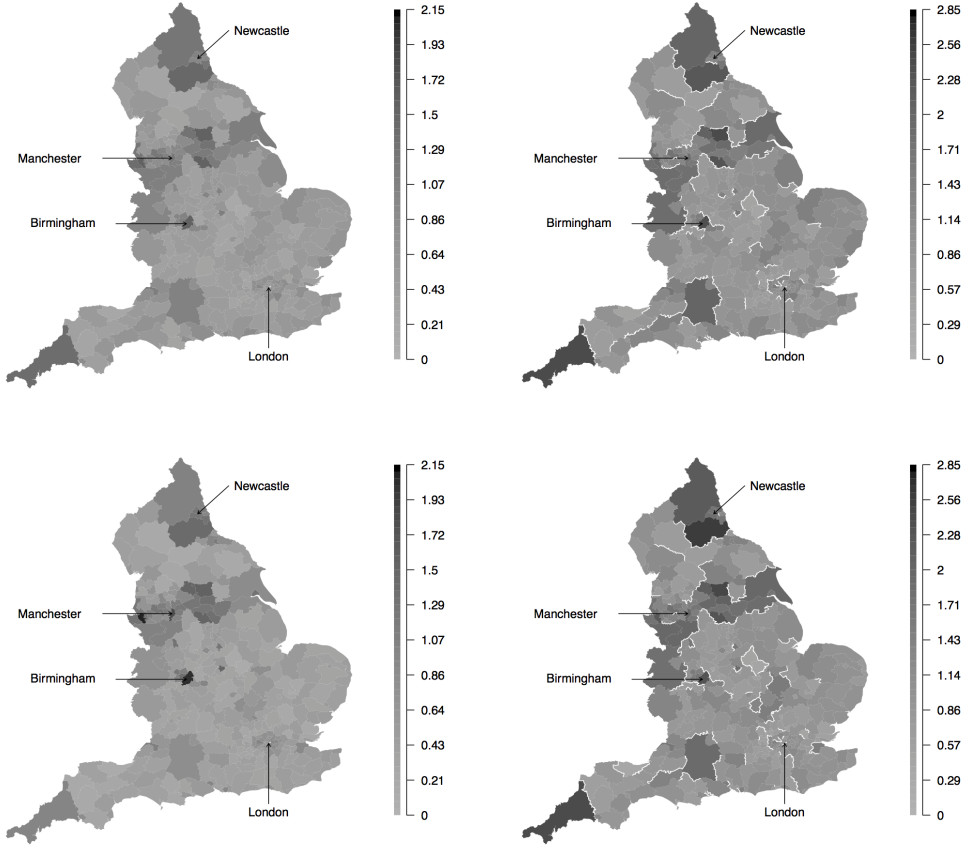 2.15
1.93
1.72
1.5
1.29
1.07
0.86
0.64
0.43
0.21
0
Newcastle
Manchester
Birmingham
London
2.85
2.56
2.28
2
1.71
1.43
1.14
0.86
0.57
0.29
0
Newcastle
Manchester
Birmingham
London
2.15
1.93
1.72
1.5
1.29
1.07
0.86
0.64
0.43
0.21
0
Newcastle
Manchester
Birmingham
London
2.85
2.56
2.28
2
1.71
1.43
1.14
0.86
0.57
0.29
0
Newcastle
Manchester
Birmingham
London